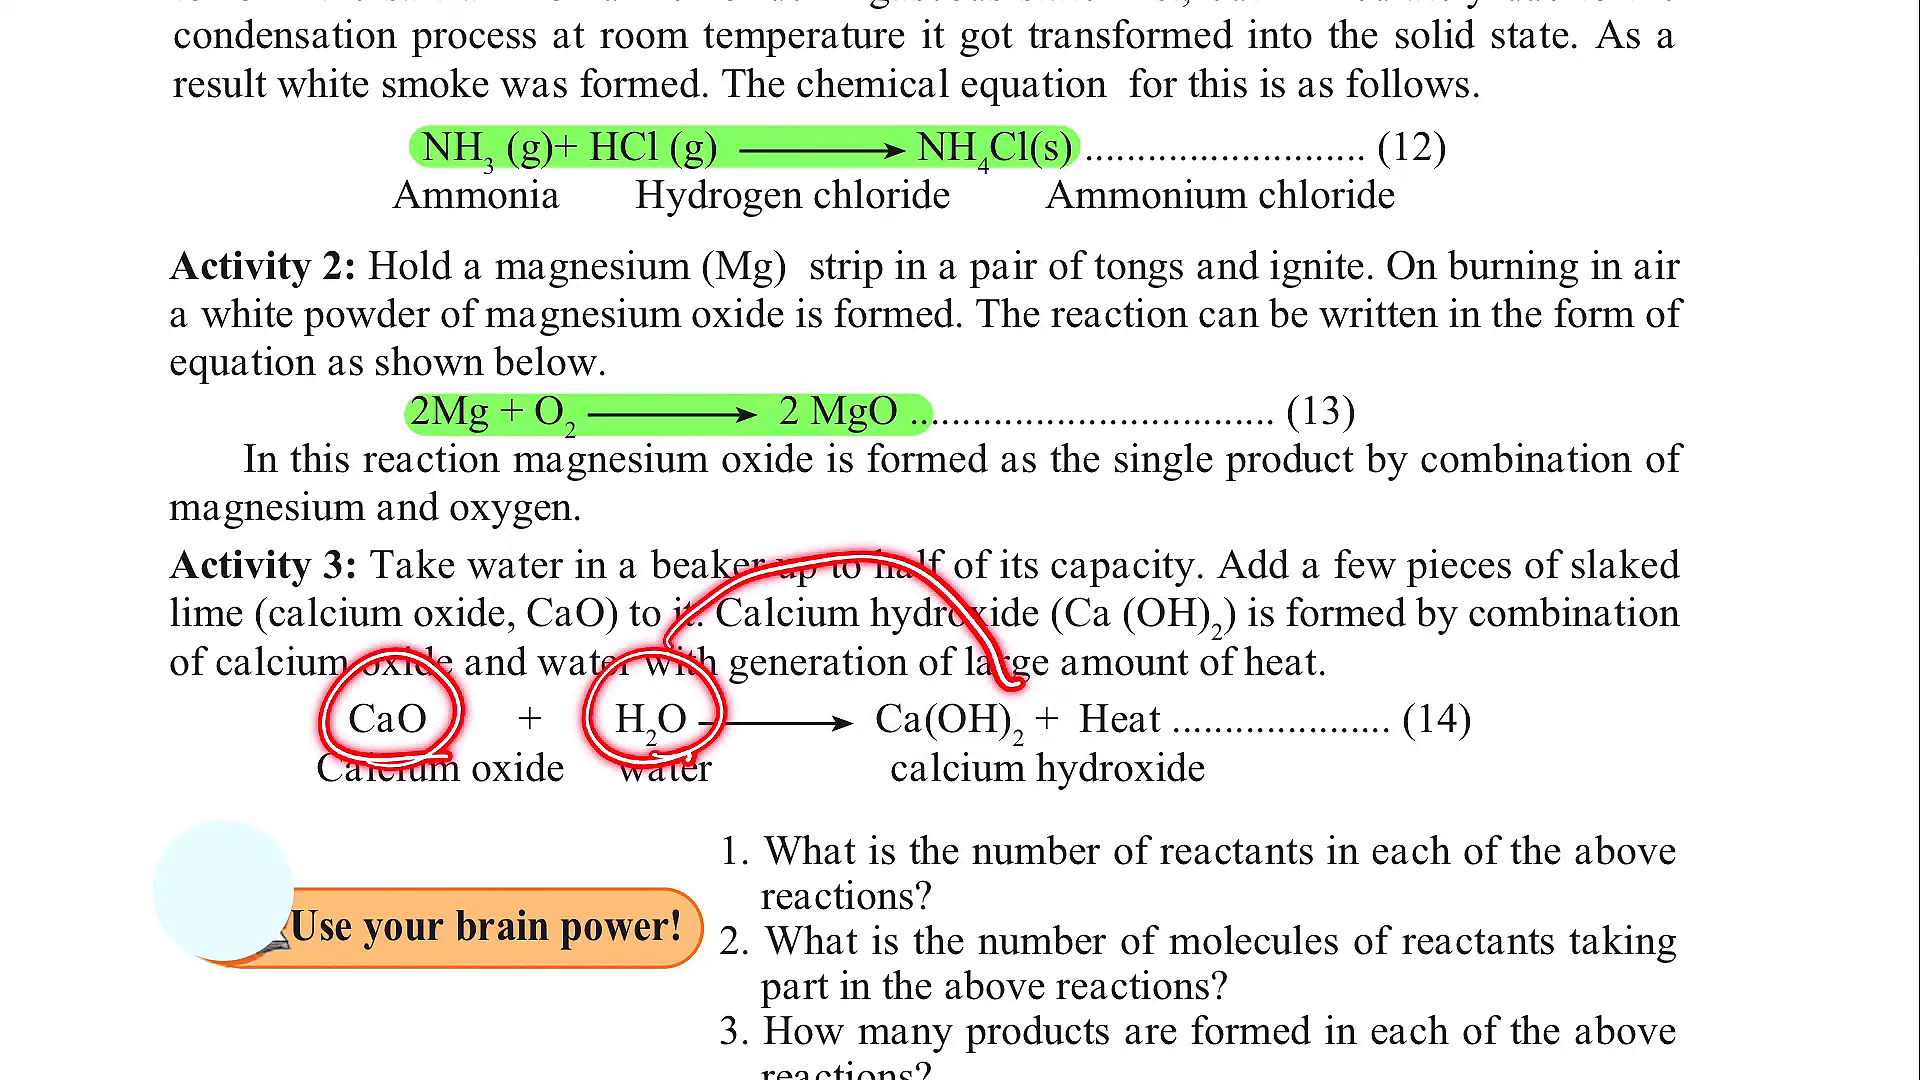 condensation process at room temperature it got transformed into the solid state. As a
result white smoke was formed. The chemical equation for this is as follows.
NH₃ (g)+ HCl (g) ⟶ NH₄Cl(s) ........................... (12)
Ammonia Hydrogen chloride Ammonium chloride
Activity 2: Hold a magnesium (Mg) strip in a pair of tongs and ignite. On burning in air
a white powder of magnesium oxide is formed. The reaction can be written in the form of
equation as shown below.
2Mg + O₂ ⟶ 2 MgO ................................... (13)
In this reaction magnesium oxide is formed as the single product by combination of
magnesium and oxygen.
Activity 3: Take water in a beaker up to half of its capacity. Add a few pieces of slaked
lime (calcium oxide, CaO) to it. Calcium hydroxide (Ca (OH)₂) is formed by combination
of calcium oxide and water with generation of large amount of heat.
CaO + H₂O ⟶ Ca(OH)₂ + Heat ..................... (14)
Calcium oxide water calcium hydroxide
Use your brain power!
1. What is the number of reactants in each of the above
reactions?
2. What is the number of molecules of reactants taking
part in the above reactions?
3. How many products are formed in each of the above
reactions?